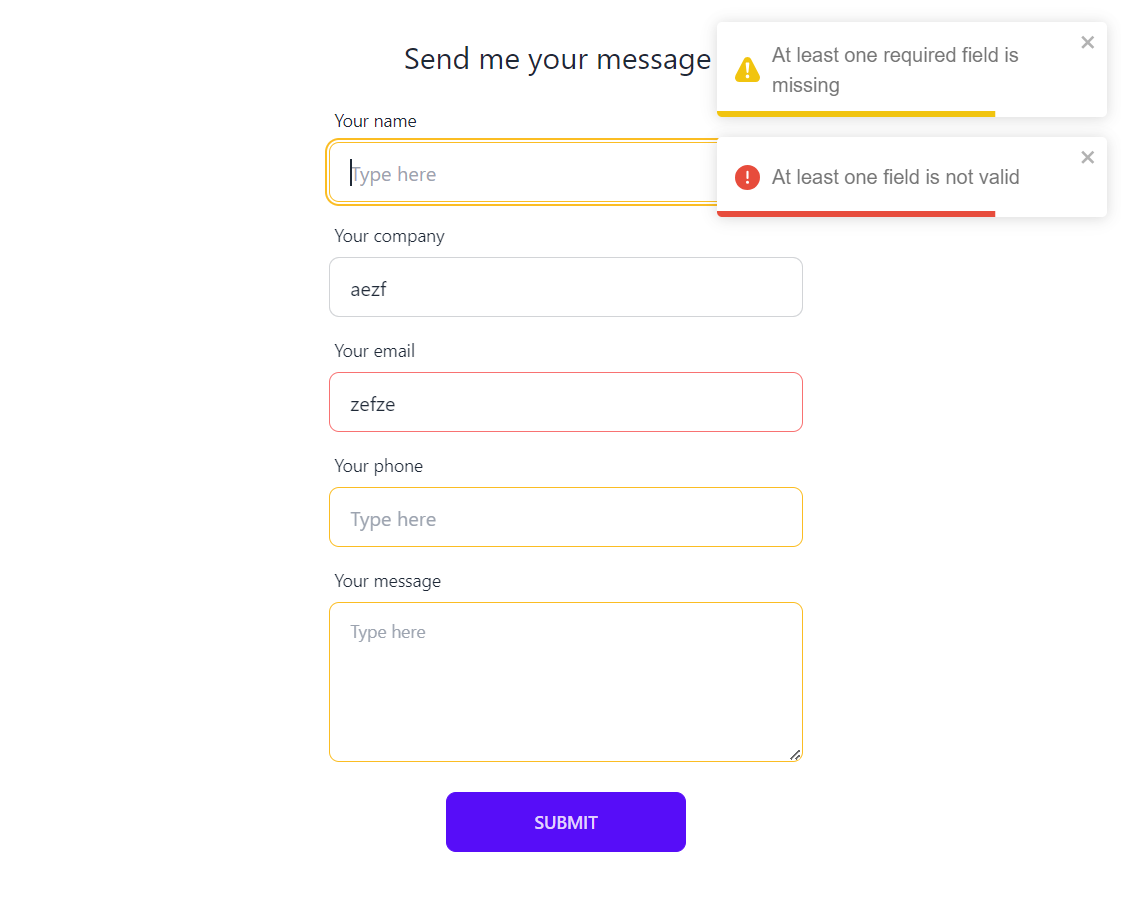 Send me your message
At least one required field is
missing
Your name
Type here
At least one field is not valid
Your company
aezf
Your email
zefze
Your phone
Type here
Your message
Type here
SUBMIT